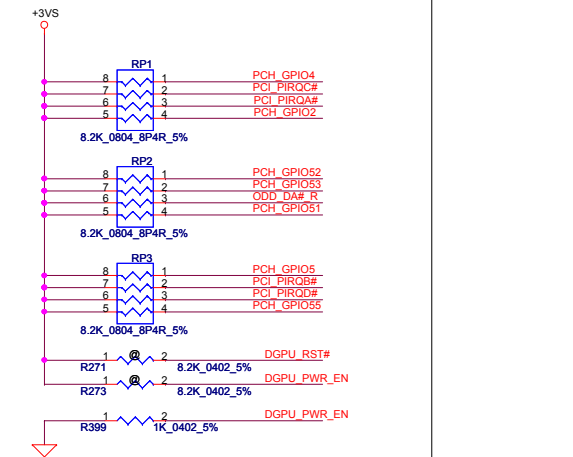 +3VS
RP1
8 1 PCH_GPIO4
7 2 PCI_PIRQC#
6 3 PCI_PIRQA#
5 4 PCH_GPIO2
8.2K_0804_8P4R_5%
RP2
8 1 PCH_GPIO52
7 2 PCH_GPIO53
6 3 ODD_DA#_R
5 4 PCH_GPIO51
8.2K_0804_8P4R_5%
RP3
8 1 PCH_GPIO5
7 2 PCI_PIRQB#
6 3 PCI_PIRQD#
5 4 PCH_GPIO55
8.2K_0804_8P4R_5%
1 @ 2 DGPU_RST#
R271 8.2K_0402_5%
1 @ 2 DGPU_PWR_EN
R273 8.2K_0402_5%
1 2 DGPU_PWR_EN
R399 1K_0402_5%